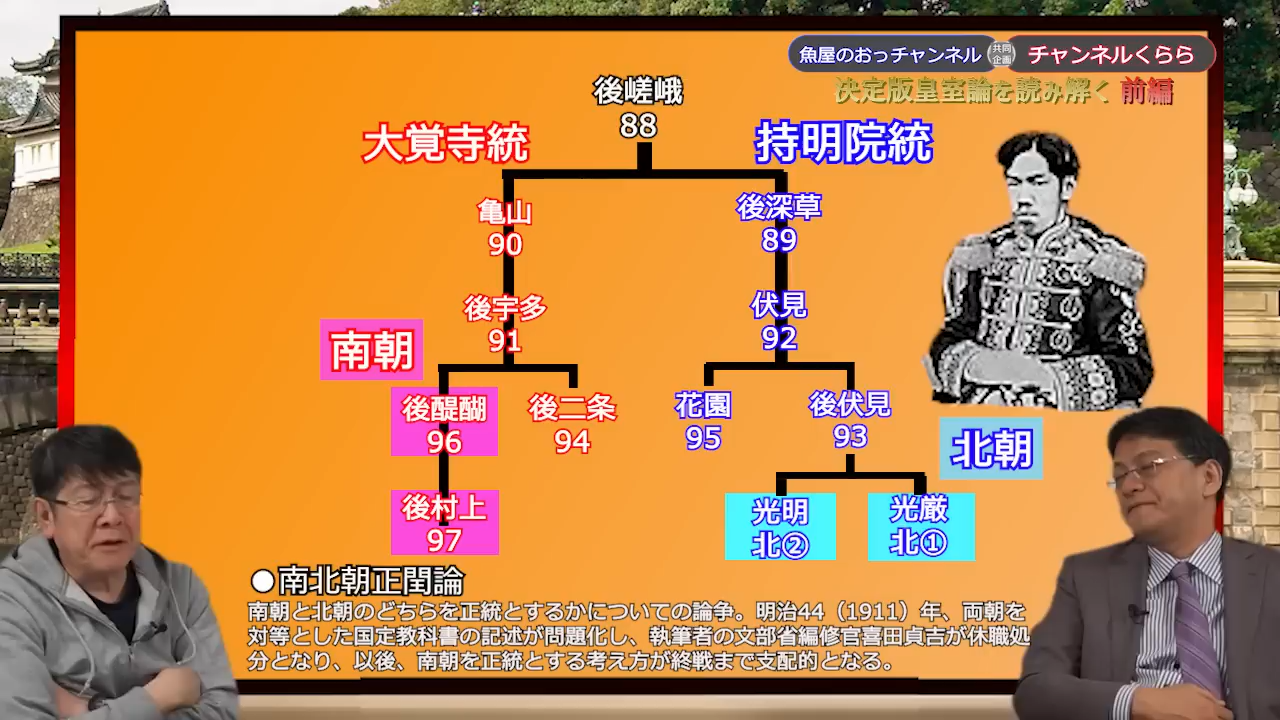 魚屋のおっチャンネル 共同企画 チャンネルくらら
決定版皇室論を読み解く 前編
後嵯峨
88
大覚寺統
持明院統
亀山
90
後深草
89
後宇多
91
伏見
92
南朝
後醍醐
96
後二条
94
花園
95
後伏見
93
北朝
後村上
97
光明
北②
光厳
北①
●南北朝正閏論
南朝と北朝のどちらを正統とするかについての論争。明治44（1911）年、両朝を
対等とした国定教科書の記述が問題化し、執筆者の文部省編修官喜田貞吉が休職処
分となり、以後、南朝を正統とする考え方が終戦まで支配的となる。